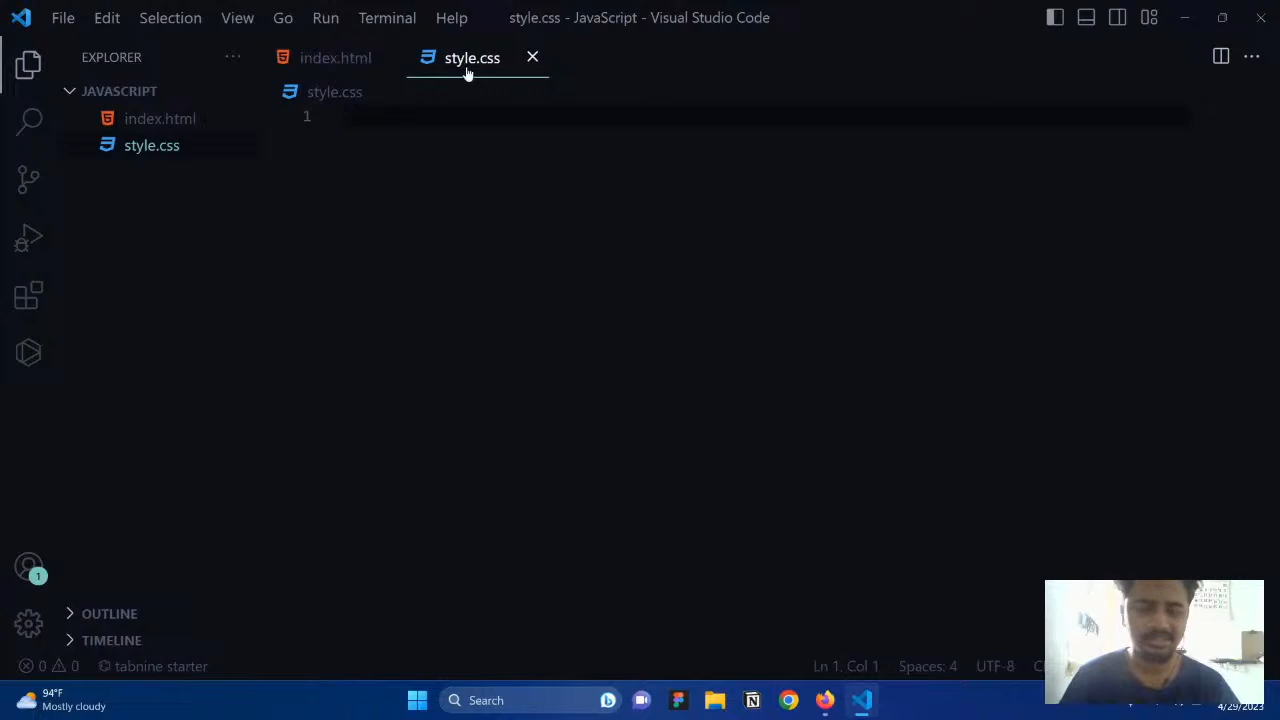 File Edit Selection View Go Run Terminal Help style.css - JavaScript - Visual Studio Code
EXPLORER
index.html style.css
JAVASCRIPT
style.css
index.html
1
style.css
1
OUTLINE
TIMELINE
0 0 tabnine starter Ln 1, Col 1 Spaces: 4 UTF-8
94°F
Mostly cloudy
Search